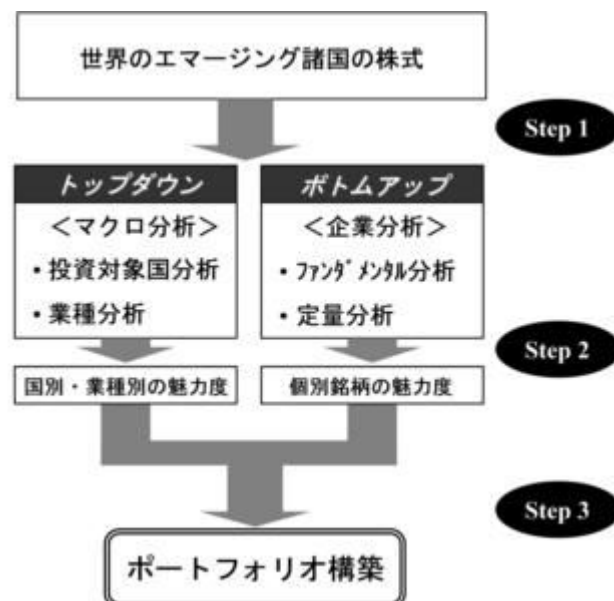 世界のエマージング諸国の株式
Step 1
トップダウン
＜マクロ分析＞
・投資対象国分析
・業種分析
ボトムアップ
＜企業分析＞
・ﾌｧﾝﾀﾞﾒﾝﾀﾙ分析
・定量分析
Step 2
国別・業種別の魅力度
個別銘柄の魅力度
Step 3
ポートフォリオ構築